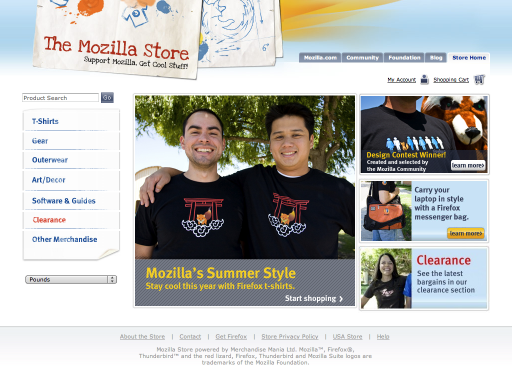 The Mozilla Store
Support Mozilla. Get Cool Stuff!
6"
Mozilla.com
Community
Foundation
Blog
Store Home
My Account
Shopping Cart
Product Search
Go
T-Shirts
Gear
Outerwear
Art/Decor
Software & Guides
Clearance
Other Merchandise
Pounds
Mozilla's Summer Style
Stay cool this year with Firefox t-shirts.
Start shopping
Design Contest Winner!
Created and selected by
the Mozilla Community
learn more
Carry your
laptop in style
with a Firefox
messenger bag.
learn more
Clearance
See the latest
bargains in our
clearance section
About the Store | Contact | Get Firefox | Store Privacy Policy | USA Store | Help
Mozilla Store powered by Merchandise Mania Ltd. Mozilla™, Firefox®,
Thunderbird™ and the red lizard, Firefox, Thunderbird and Mozilla Suite logos are
trademarks of the Mozilla Foundation.